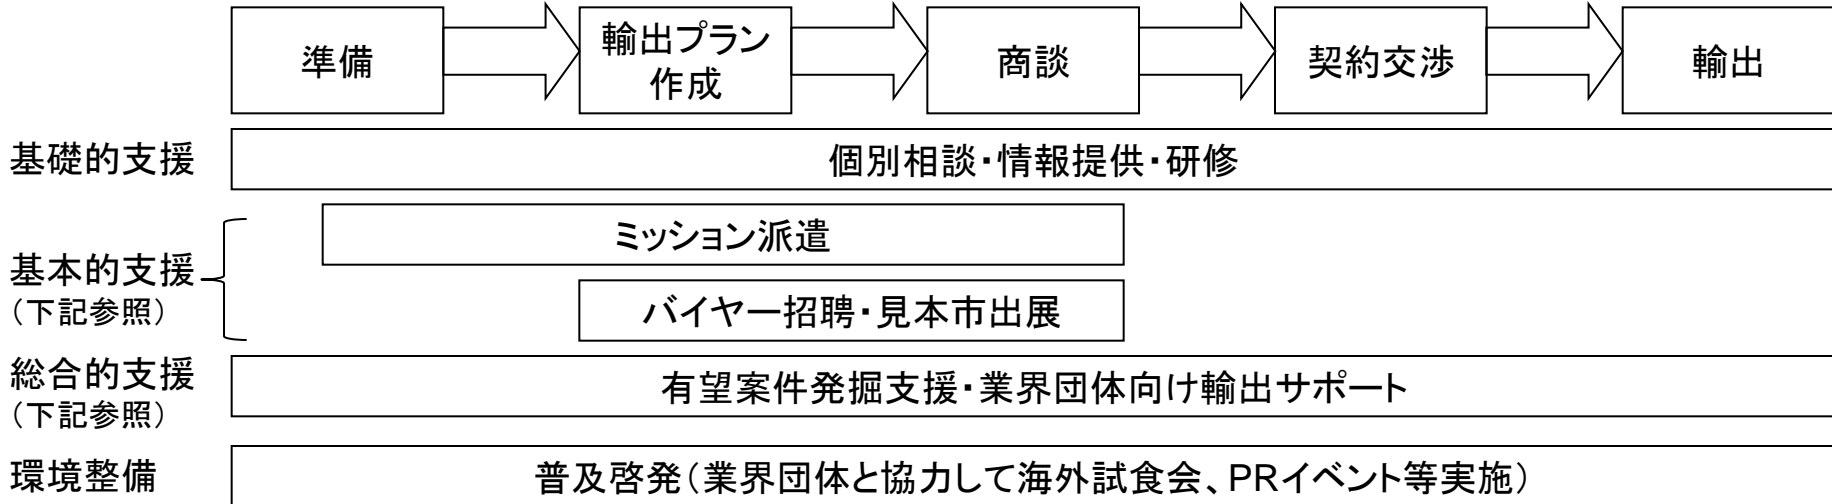 準備
輸出プラン
作成
商談
契約交渉
輸出
基礎的支援
個別相談・情報提供・研修
基本的支援
（下記参照）
ミッション派遣
バイヤー招聘・見本市出展
総合的支援
（下記参照）
有望案件発掘支援・業界団体向け輸出サポート
環境整備
普及啓発（業界団体と協力して海外試食会、PRイベント等実施）